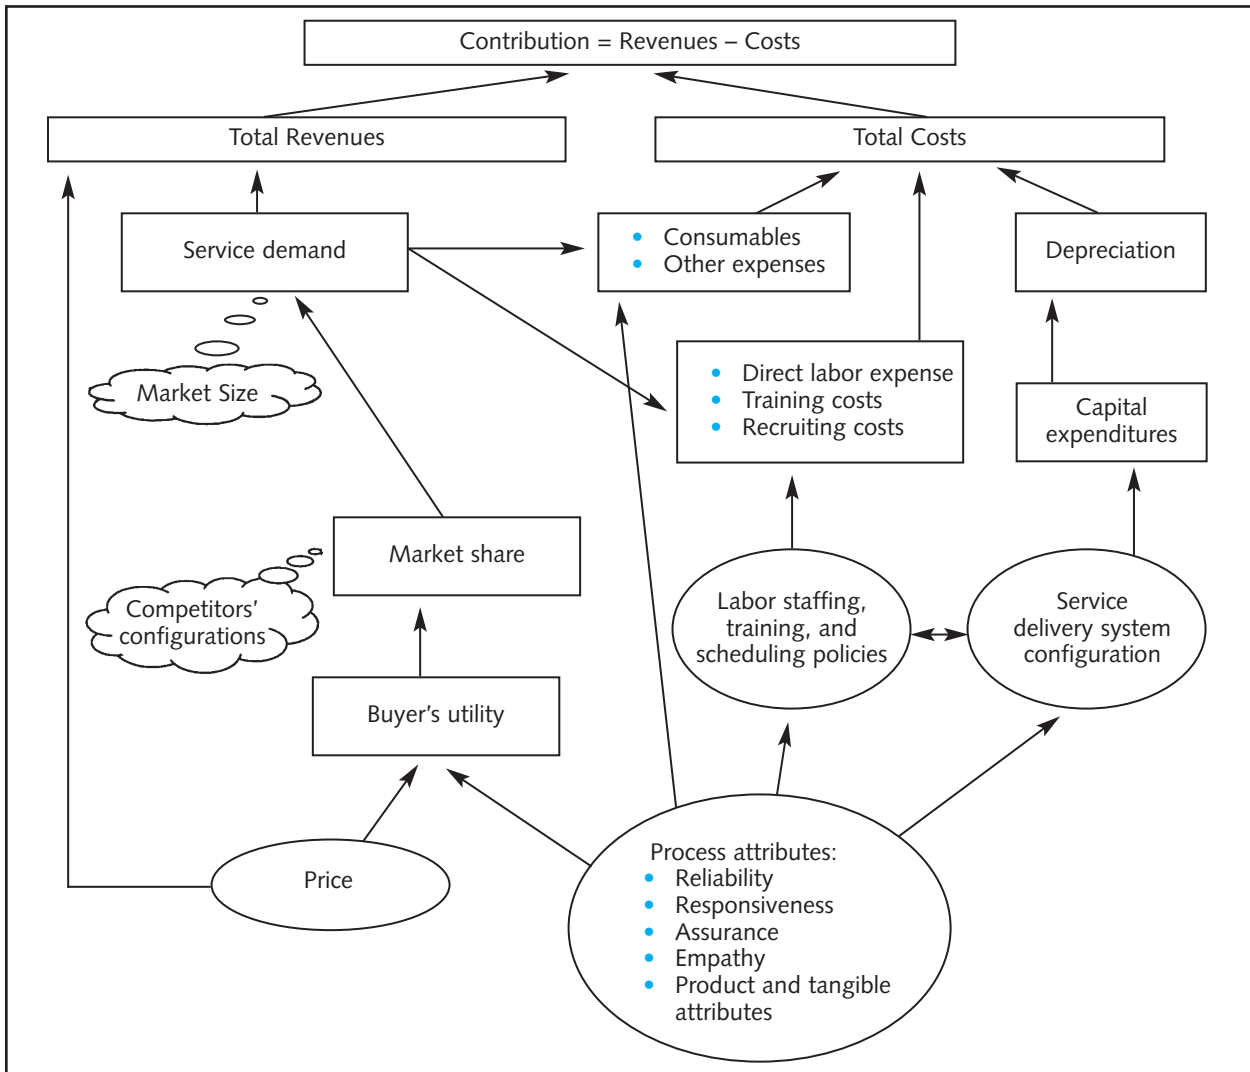 Contribution = Revenues – Costs
Total Revenues
Total Costs
Service demand
• Consumables
• Other expenses
Depreciation
Market Size
• Direct labor expense
• Training costs
• Recruiting costs
Capital
expenditures
Market share
Competitors'
configurations
Labor staffing,
training, and
scheduling policies
Service
delivery system
configuration
Buyer's utility
Price
Process attributes:
• Reliability
• Responsiveness
• Assurance
• Empathy
• Product and tangible
attributes